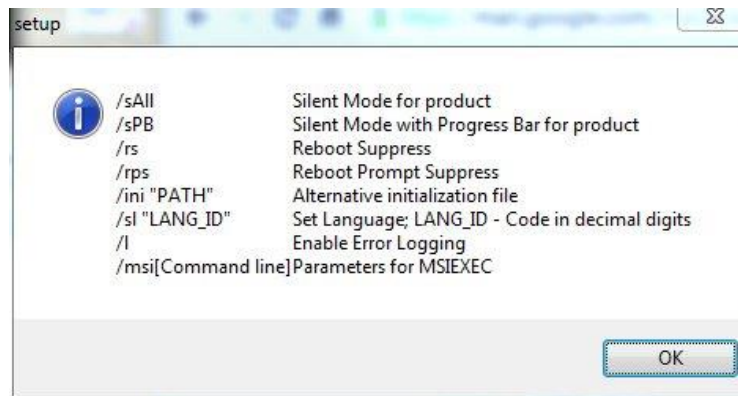 setup
/sAll Silent Mode for product
/sPB Silent Mode with Progress Bar for product
/rs Reboot Suppress
/rps Reboot Prompt Suppress
/ini "PATH" Alternative initialization file
/sl "LANG_ID" Set Language; LANG_ID - Code in decimal digits
/l Enable Error Logging
/msi[Command line] Parameters for MSIEXEC
OK